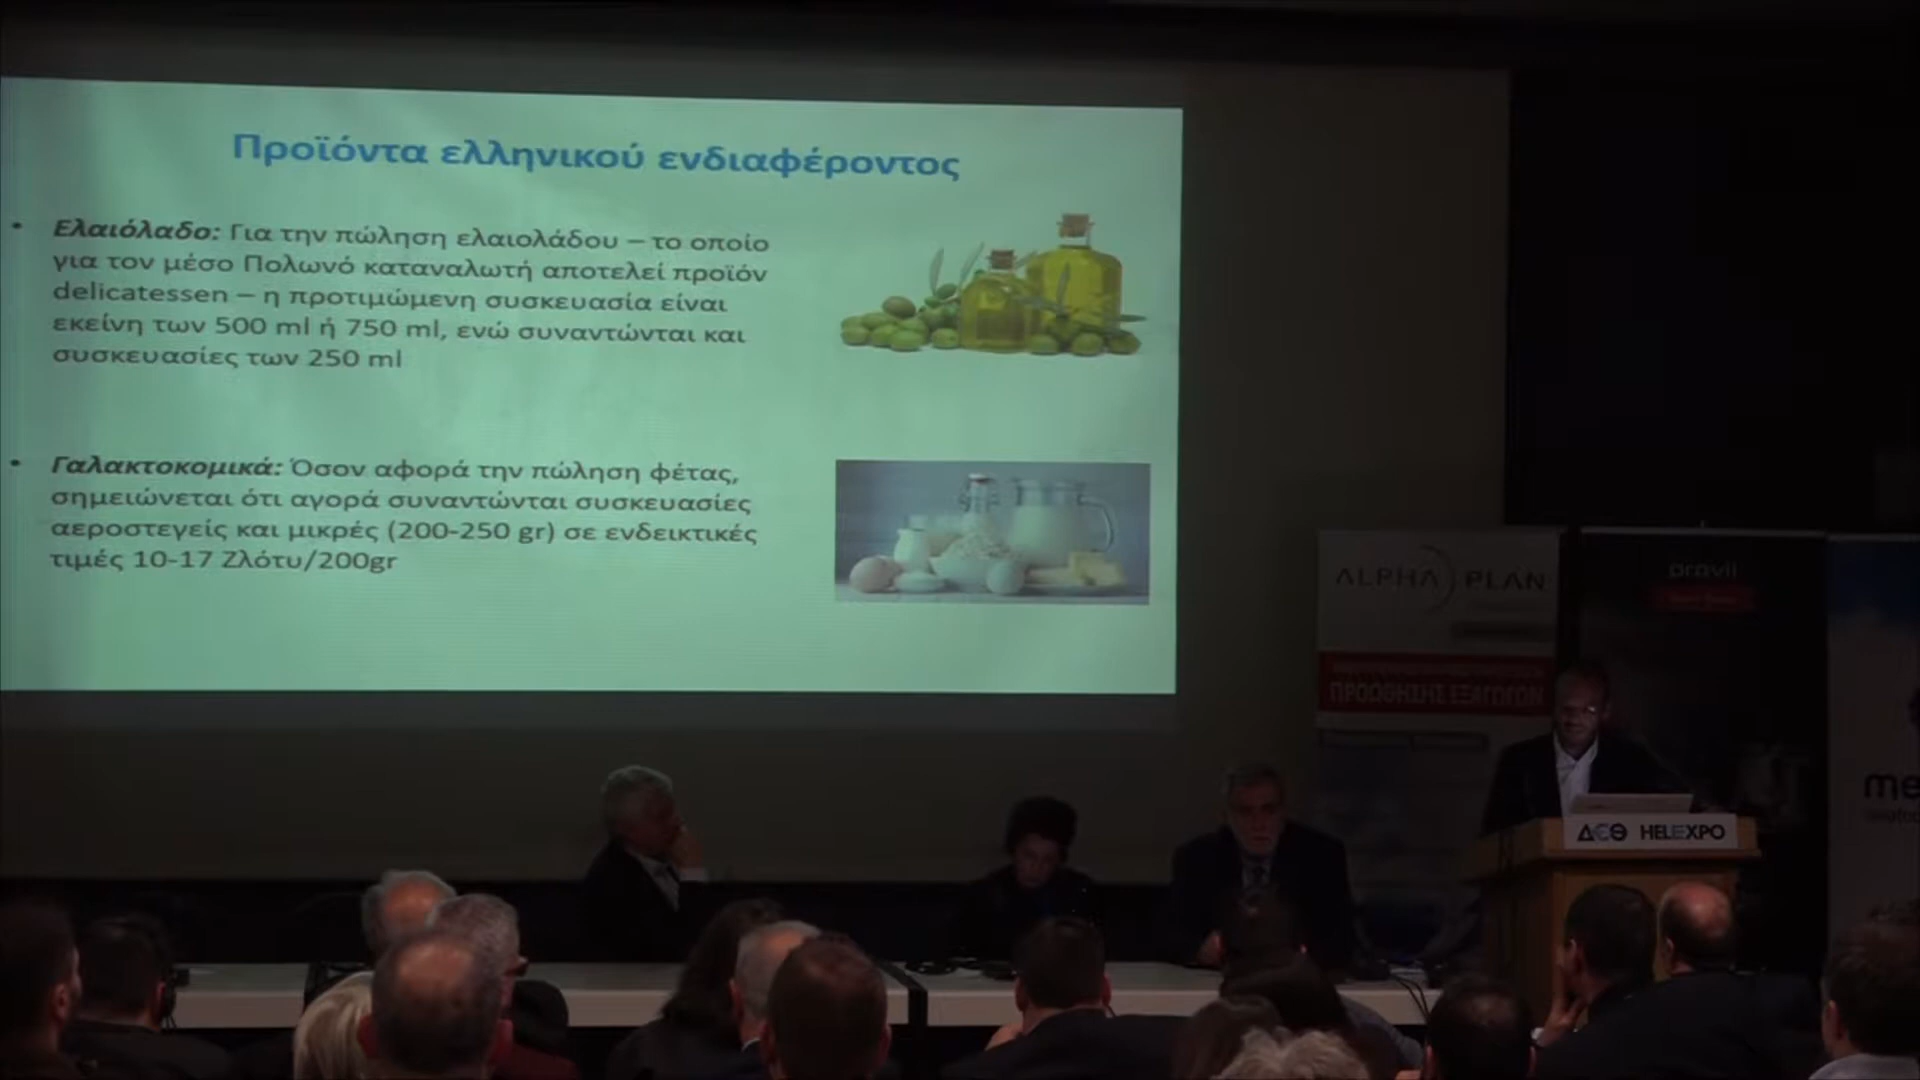 Προϊόντα ελληνικού ενδιαφέροντος
• Ελαιόλαδο: Για την πώληση ελαιολάδου – το οποίο
για τον μέσο Πολωνό καταναλωτή αποτελεί προϊόν
delicatessen – η προτιμώμενη συσκευασία είναι
εκείνη των 500 ml ή 750 ml, ενώ συναντώνται και
συσκευασίες των 250 ml
• Γαλακτοκομικά: Όσον αφορά την πώληση φέτας,
σημειώνεται ότι αγορά συναντώνται συσκευασίες
αεροστεγείς και μικρές (200-250 gr) σε ενδεικτικές
τιμές 10-17 Ζλότυ/200gr
ALPHA PLAN
ΠΡΟΩΘΗΣΗΣ ΕΞΑΓΩΓΩΝ
pravil
me
ΔΕΘ HELEXPO